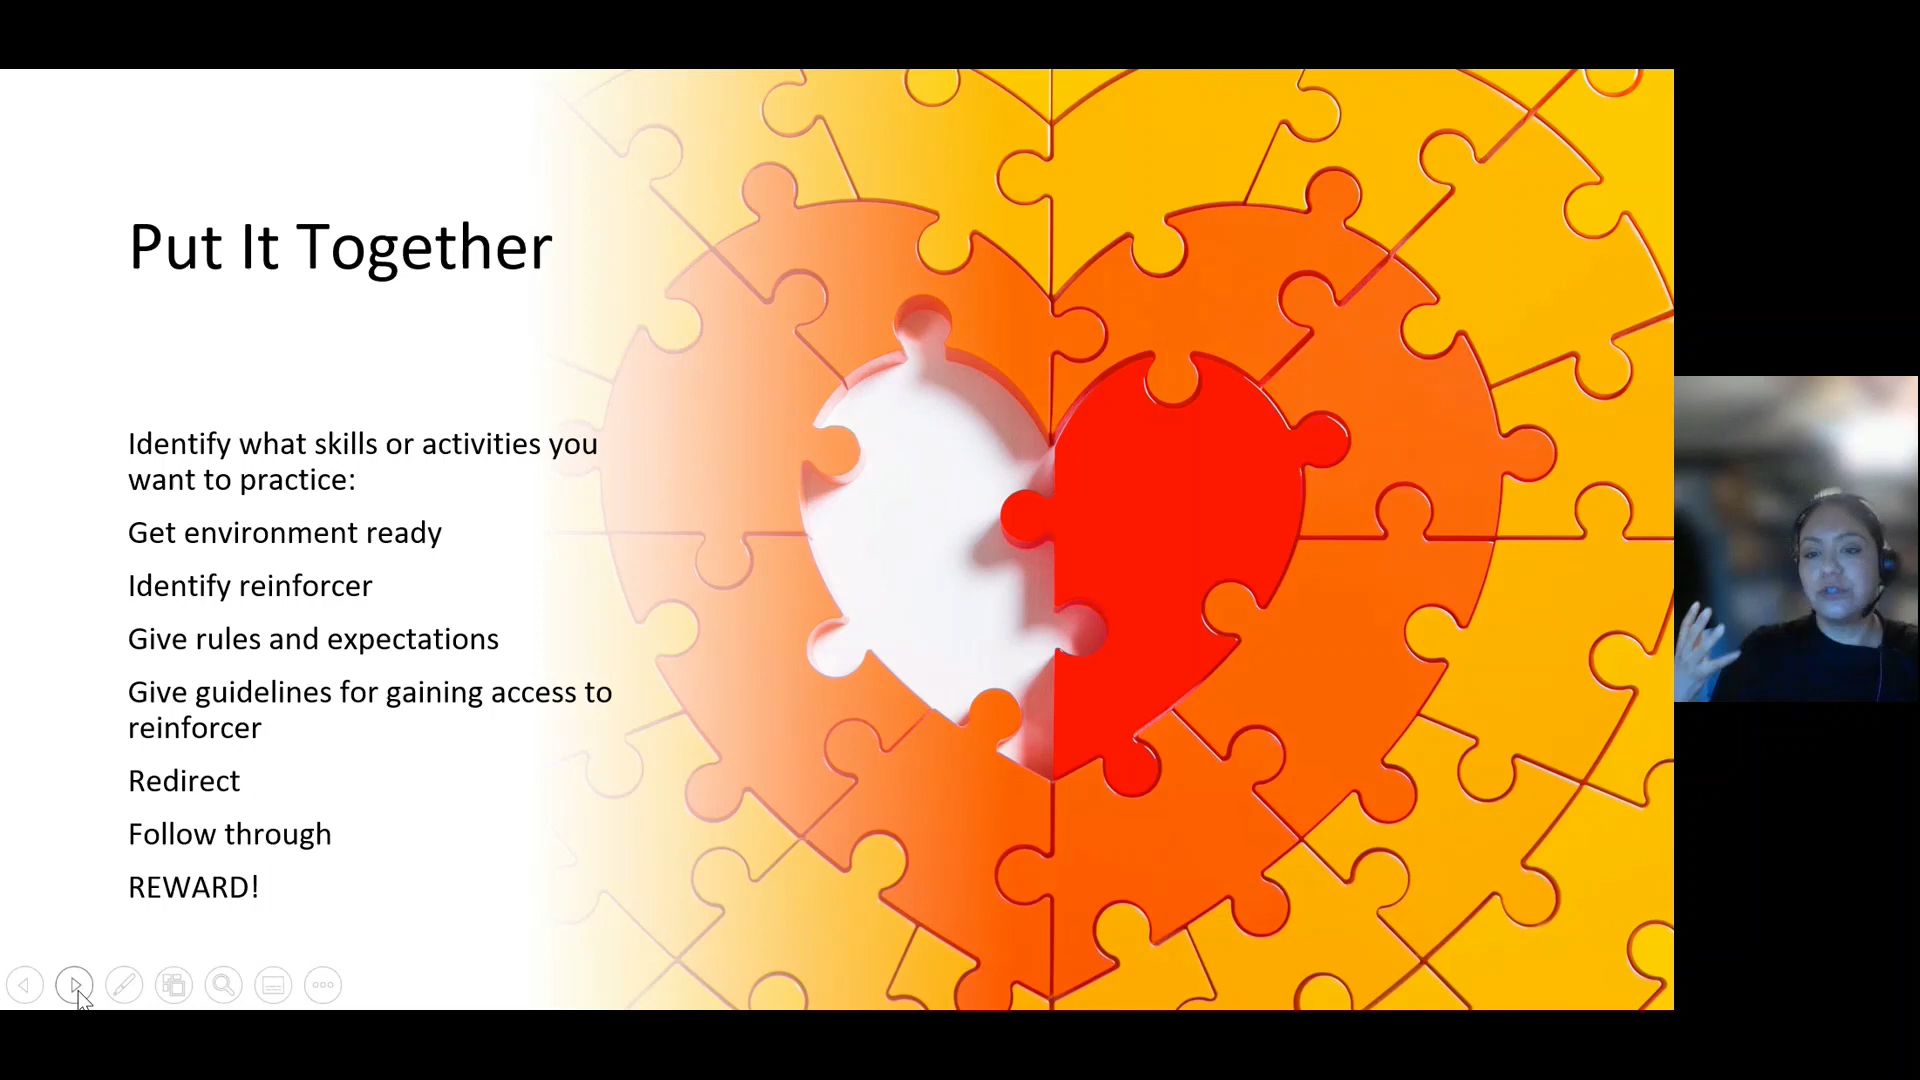 Put It Together
Identify what skills or activities you
want to practice:
Get environment ready
Identify reinforcer
Give rules and expectations
Give guidelines for gaining access to
reinforcer
Redirect
Follow through
REWARD!